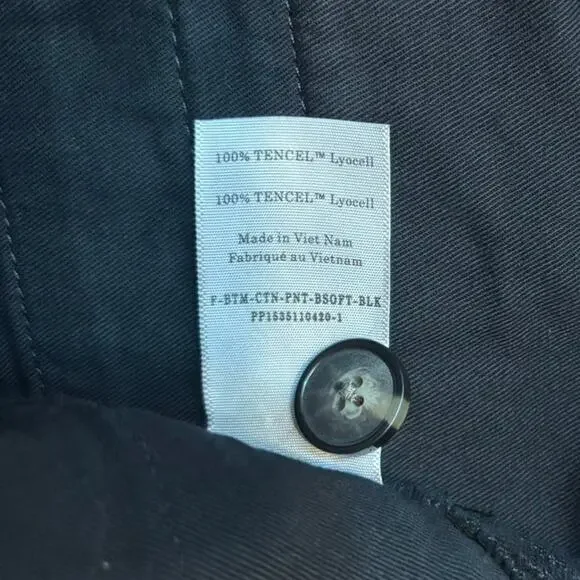 100% TENCEL™ Lyocell
100% TENCEL™ Lyocell
Made in Viet Nam
Fabriqué au Vietnam
F-BTM-CTN-PNT-BSOFT-BLK
PP1535110420-1